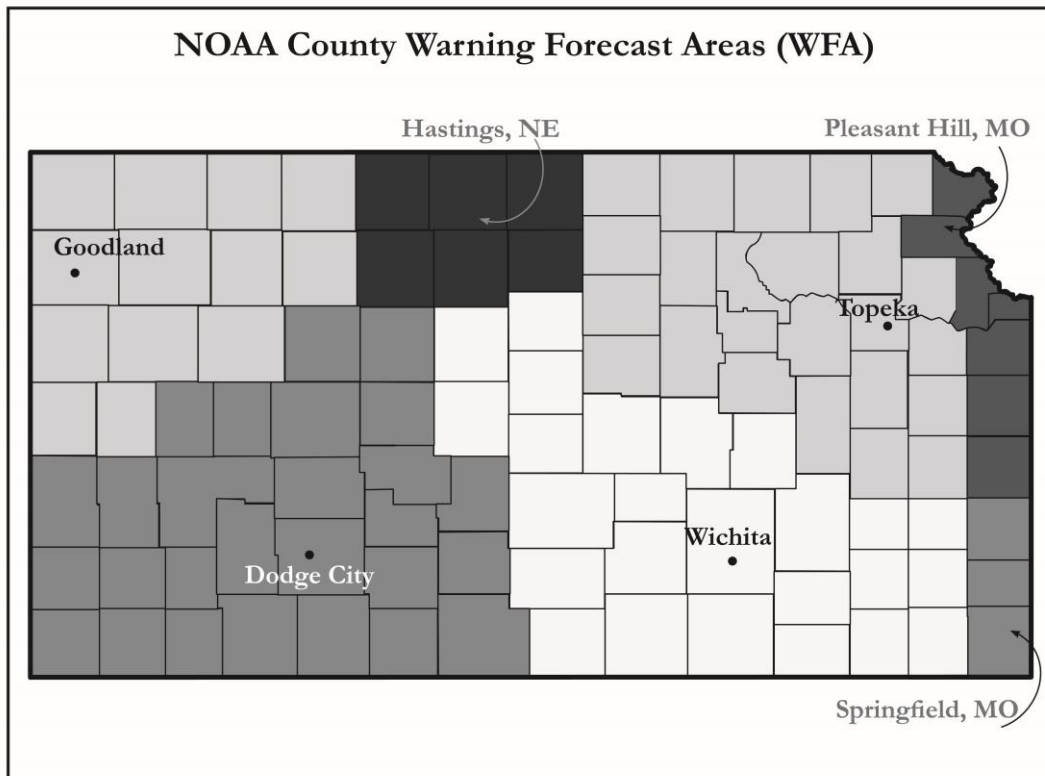 NOAA County Warning Forecast Areas (WFA)
Hastings, NE
Pleasant Hill, MO
Goodland
Topeka
Wichita
Dodge City
Springfield, MO